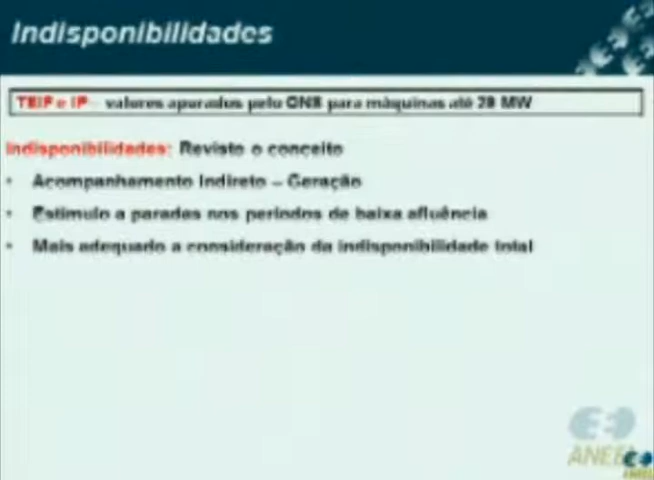 Indisponibilidades
TEIP e IP – valores apurados pelo ONS para máquinas até 29 MW
Indisponibilidades: Revisto o conceito
• Acompanhamento Indireto – Geração
• Estímulo a paradas nos períodos de baixa afluência
• Mais adequado a consideração da indisponibilidade total
ANEEL